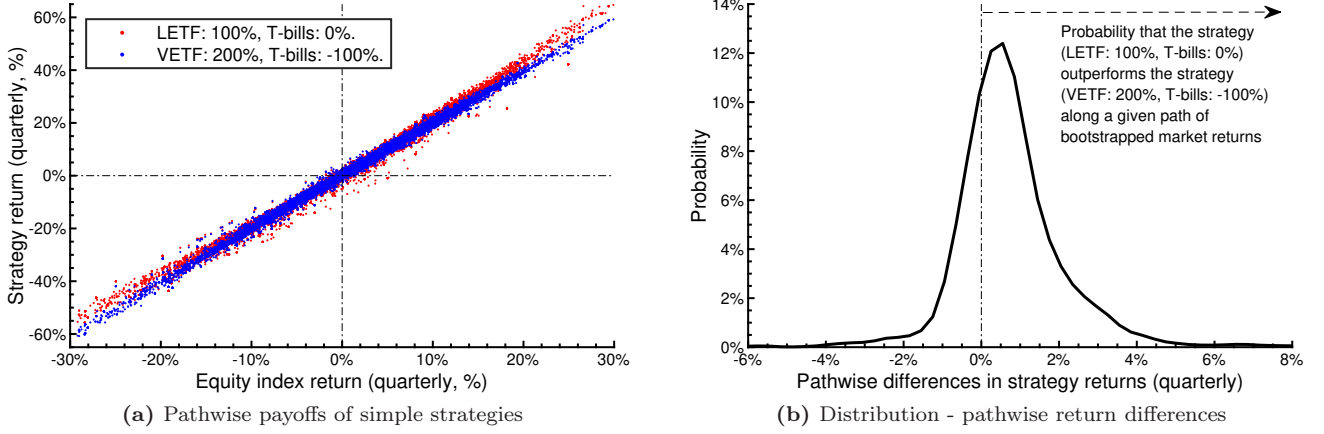 60%
40%
20%
0%
-20%
-40%
-60%
Strategy return (quarterly, %)
LETF: 100%, T-bills: 0%.
VETF: 200%, T-bills: -100%.
-30%
-20%
-10%
0%
10%
20%
30%
Equity index return (quarterly, %)
(a) Pathwise payoffs of simple strategies
14%
12%
10%
8%
6%
4%
2%
0%
Probability
Probability that the strategy
(LETF: 100%, T-bills: 0%)
outperforms the strategy
(VETF: 200%, T-bills: -100%)
along a given path of
bootstrapped market returns
-6%
-4%
-2%
0%
2%
4%
6%
8%
Pathwise differences in strategy returns (quarterly)
(b) Distribution - pathwise return differences